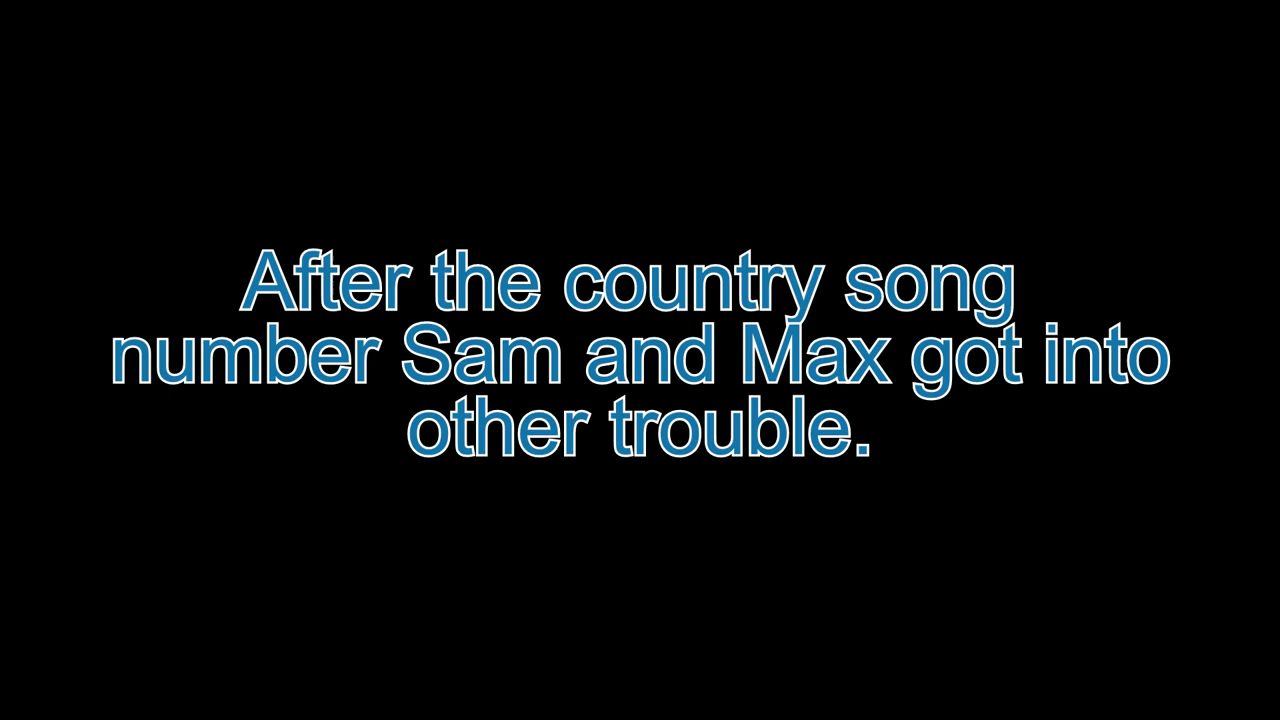 After the country song
number Sam and Max got into
other trouble.